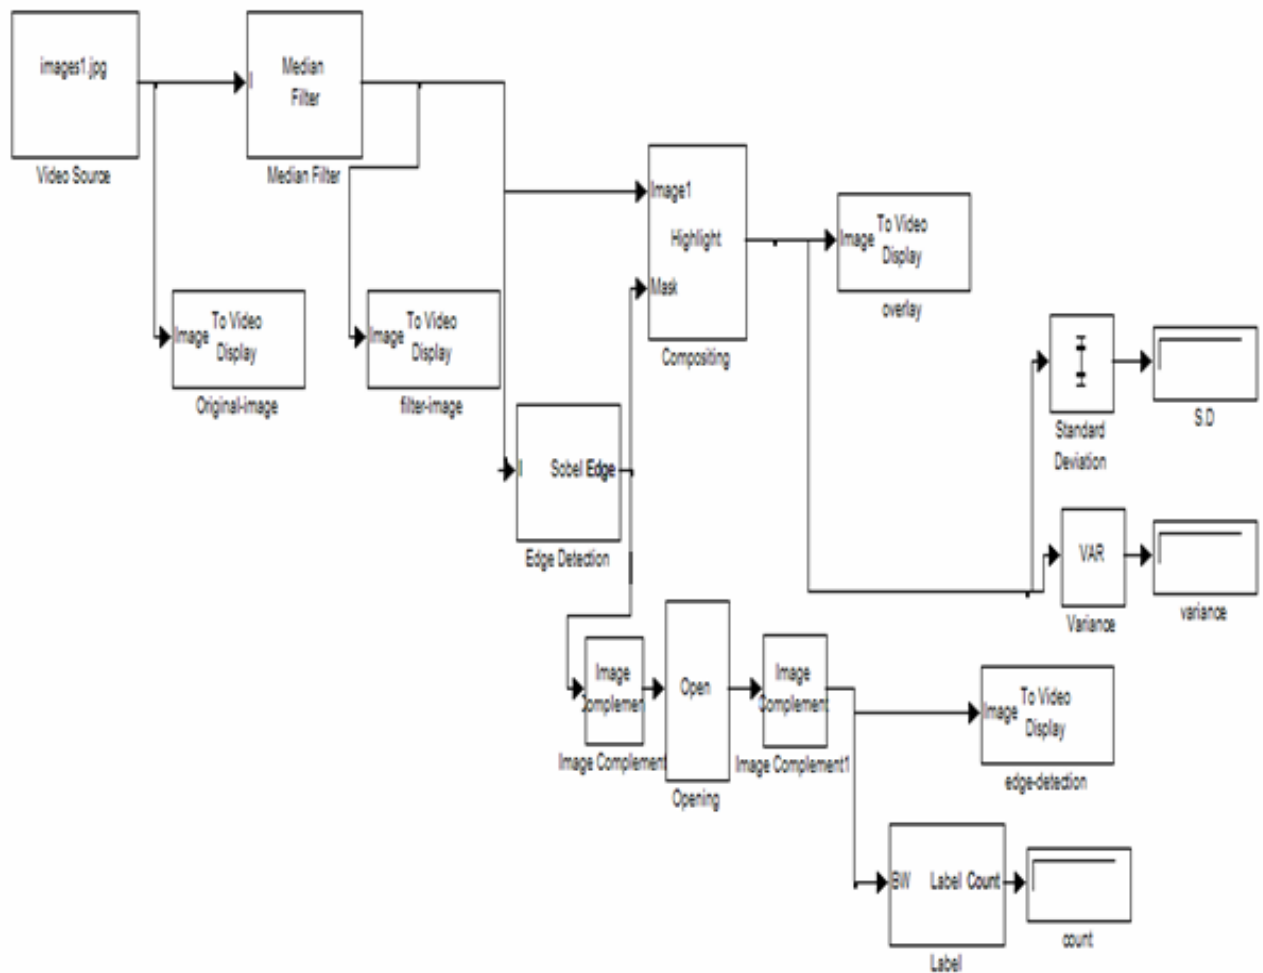 images1.jpg
Video Source
I
Median
Filter
Median Filter
Image
To Video
Display
Original-image
Image
To Video
Display
filter-image
Image1
Highlight
Mask
Compositing
Image
To Video
Display
overlay
I
Sobel Edge
Edge Detection
Standard
Deviation
S.D
VAR
Variance
variance
Image
Complement
Image Complement
Open
Opening
Image
Complement
Image Complement1
Image
To Video
Display
edge-detection
BW
Label Count
Label
count